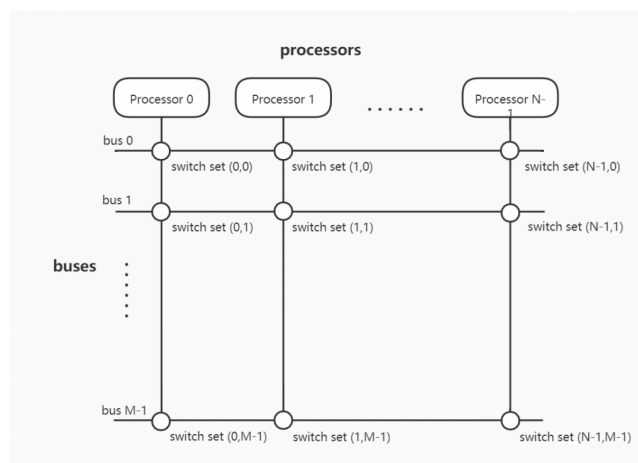 processors
Processor 0
Processor 1
......
Processor N-
1
bus 0
switch set (0,0)
switch set (1,0)
switch set (N-1,0)
bus 1
switch set (0,1)
switch set (1,1)
switch set (N-1,1)
buses
......
bus M-1
switch set (0,M-1)
switch set (1,M-1)
switch set (N-1,M-1)